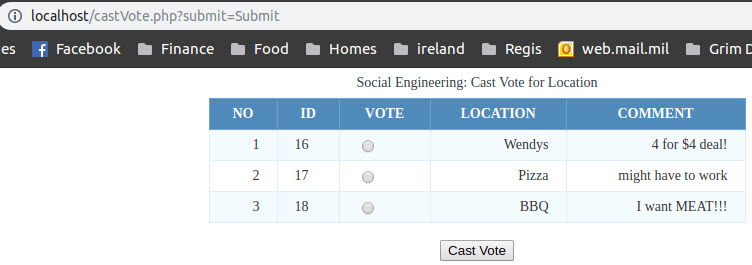 localhost/castVote.php?submit=Submit
es Facebook Finance Food Homes ireland Regis web.mail.mil Grim D
Social Engineering: Cast Vote for Location
NO ID VOTE LOCATION COMMENT
1 16 Wendys 4 for $4 deal!
2 17 Pizza might have to work
3 18 BBQ I want MEAT!!!
Cast Vote